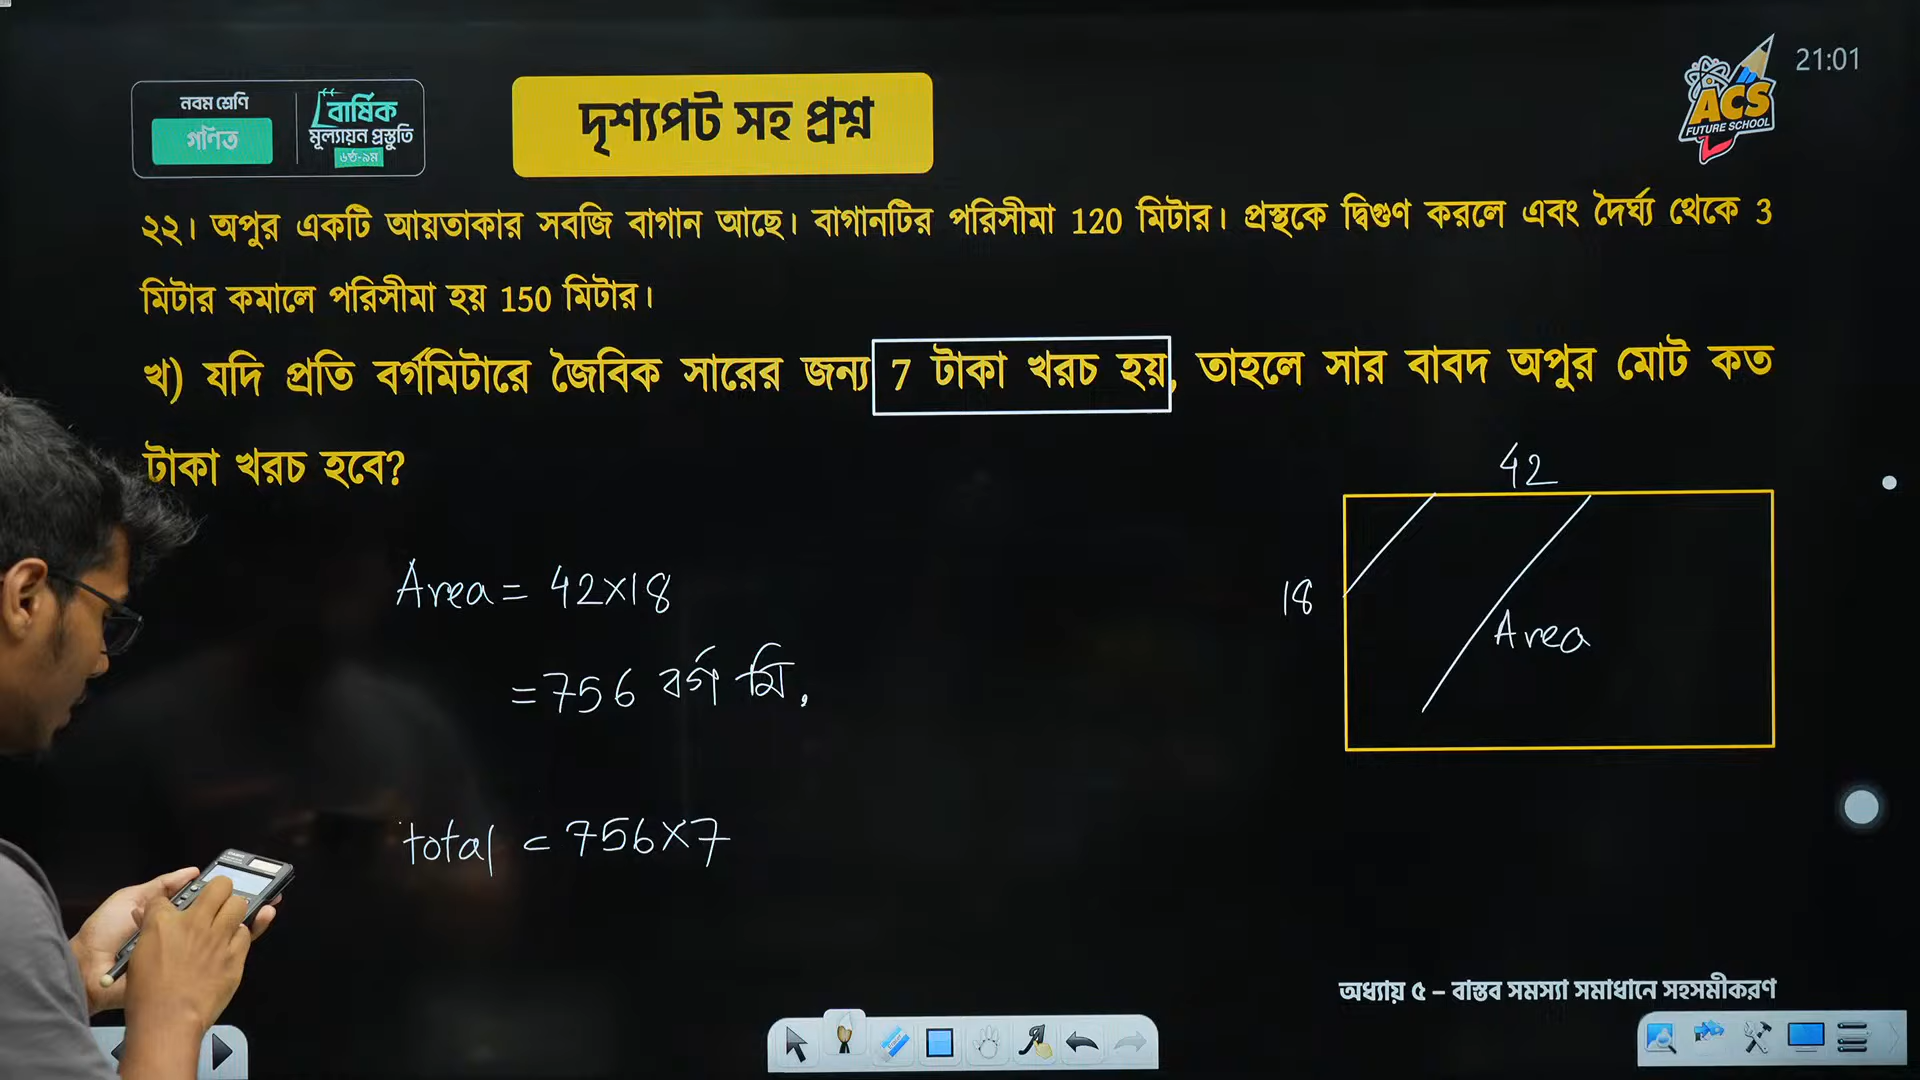 নবম শ্রেণি
গণিত
বার্ষিক
মূল্যায়ন প্রস্তুতি
৬ষ্ঠ-৯ম
দৃশ্যপট সহ প্রশ্ন
ACS
FUTURE SCHOOL
21:01
২২। অপুর একটি আয়তাকার সবজি বাগান আছে। বাগানটির পরিসীমা 120 মিটার। প্রস্থকে দ্বিগুণ করলে এবং দৈর্ঘ্য থেকে 3
মিটার কমালে পরিসীমা হয় 150 মিটার।
খ) যদি প্রতি বর্গমিটারে জৈবিক সারের জন্য 7 টাকা খরচ হয়, তাহলে সার বাবদ অপুর মোট কত
টাকা খরচ হবে?
42
18
Area
Area = 42×18
=756 বর্গ মি.
total = 756×7
অধ্যায় ৫ – বাস্তব সমস্যা সমাধানে সহসমীকরণ